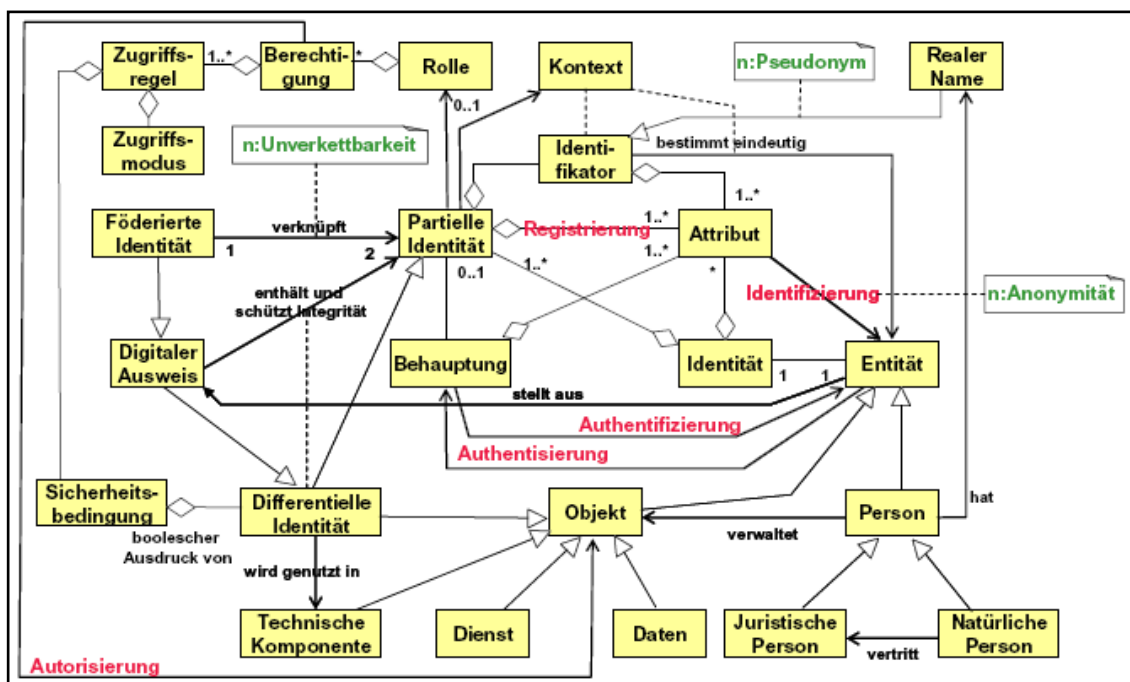 Zugriffs-
regel
1..*
Berechti-
gung
*
Rolle
Kontext
n:Pseudonym
Realer
Name
0..1
Zugriffs-
modus
n:Unverkettbarkeit
Identi-
fikator
bestimmt eindeutig
1..*
Föderierte
Identität
verknüpft
1
2
Partielle
Identität
Registrierung
1..*
Attribut
0..1
1..*
1..*
*
enthält und
schützt Integrität
Identifizierung
n:Anonymität
Digitaler
Ausweis
Behauptung
Identität
1
1
Entität
stellt aus
Authentifizierung
Authentisierung
Sicherheits-
bedingung
Differentielle
Identität
Objekt
Person
hat
verwaltet
boolescher
Ausdruck von
wird genutzt in
Technische
Komponente
Dienst
Daten
Juristische
Person
Natürliche
Person
vertritt
Autorisierung